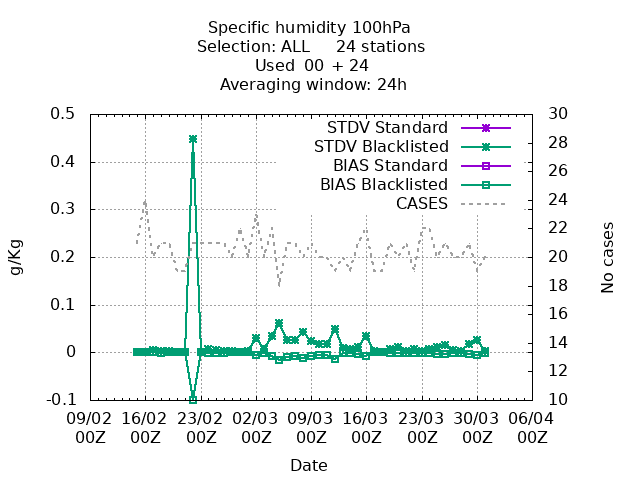 Specific humidity 100hPa
Selection: ALL 24 stations
Used 00 + 24
Averaging window: 24h
0.5
0.4
0.3
0.2
0.1
0
-0.1
g/Kg
30
28
26
24
22
20
18
16
14
12
10
No cases
STDV Standard
STDV Blacklisted
BIAS Standard
BIAS Blacklisted
CASES
09/02 16/02 23/02 02/03 09/03 16/03 23/03 30/03 06/04
00Z 00Z 00Z 00Z 00Z 00Z 00Z 00Z 00Z
Date